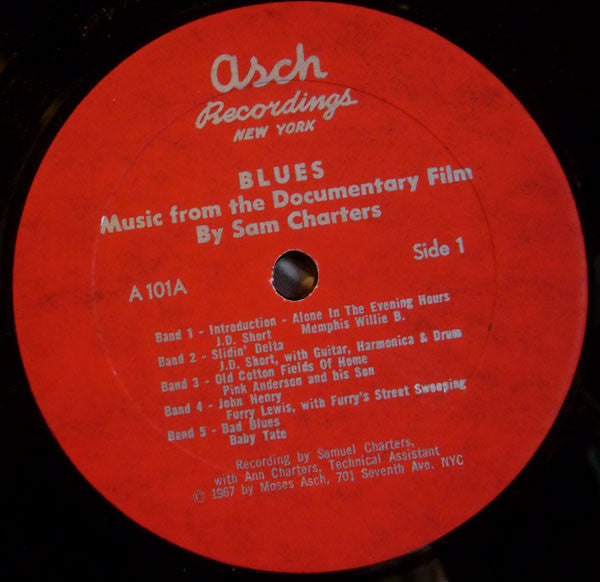 asch
Recordings
NEW YORK
BLUES
Music from the Documentary Film
By Sam Charters
Side 1
A 101A
Band 1 - Introduction - Alone In The Evening Hours
J.D. Short Memphis Willie B.
Band 2 - Slidin' Delta
J.D. Short, with Guitar, Harmonica & Drum
Band 3 - Old Cotton Fields Of Home
Pink Anderson and his Son
Band 4 - John Henry
Furry Lewis, with Furry's Street Sweeping
Band 5 - Bad Blues
Baby Tate
Recording by Samuel Charters,
with Ann Charters, Technical Assistant
© 1967 by Moses Asch, 701 Seventh Ave. NYC